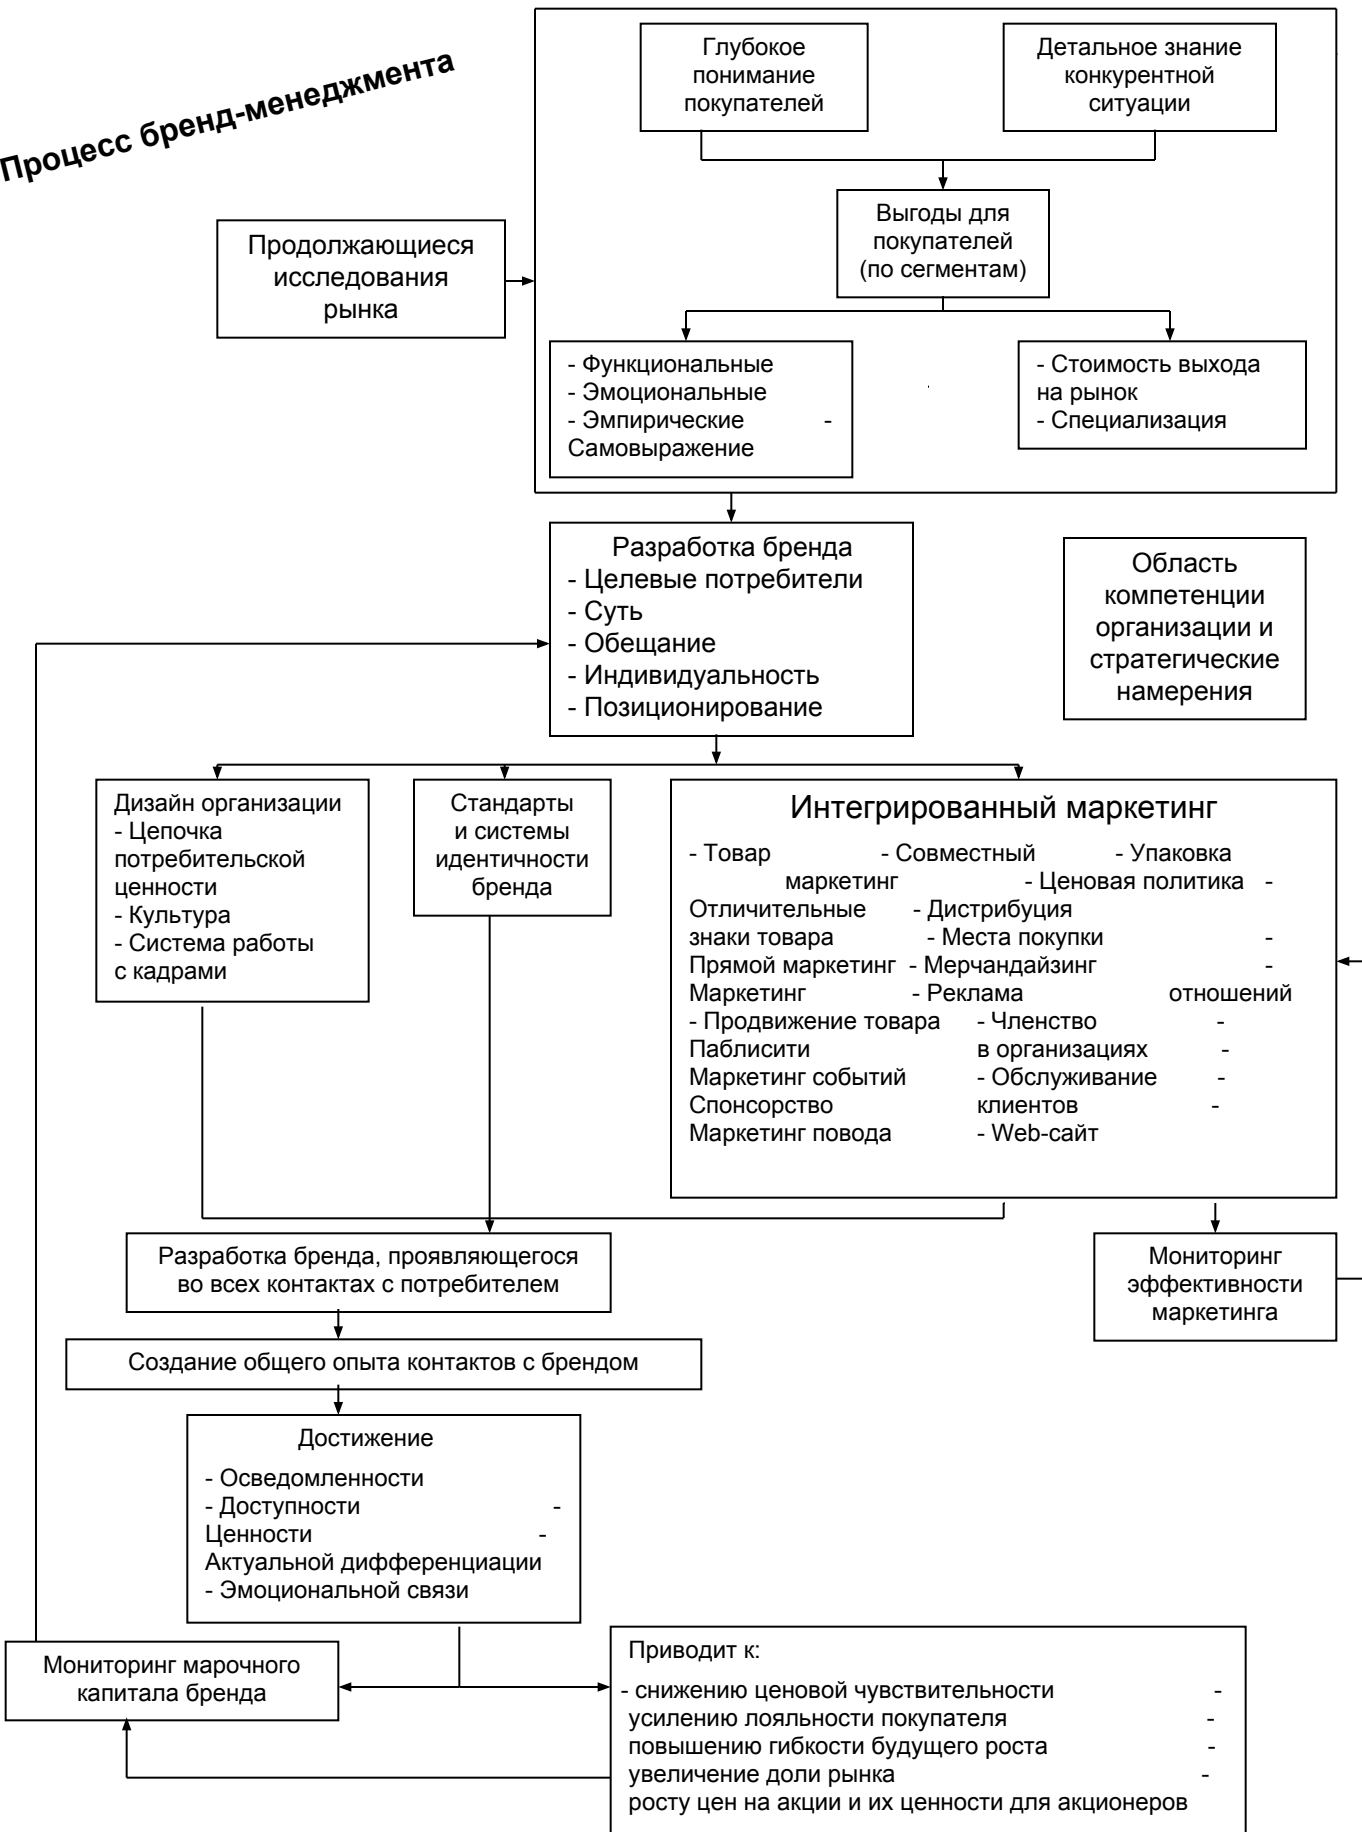 Процесс бренд-менеджмента
Глубокое
понимание
покупателей
Детальное знание
конкурентной
ситуации
Выгоды для
покупателей
(по сегментам)
Продолжающиеся
исследования
рынка
- Функциональные
- Эмоциональные
- Эмпирические -
Самовыражение
- Стоимость выхода
на рынок
- Специализация
Разработка бренда
- Целевые потребители
- Суть
- Обещание
- Индивидуальность
- Позиционирование
Область
компетенции
организации и
стратегические
намерения
Дизайн организации
- Цепочка
потребительской
ценности
- Культура
- Система работы
с кадрами
Стандарты
и системы
идентичности
бренда
Интегрированный маркетинг
- Товар - Совместный - Упаковка
маркетинг - Ценовая политика -
Отличительные - Дистрибуция
знаки товара - Места покупки -
Прямой маркетинг - Мерчандайзинг -
Маркетинг - Реклама отношений
- Продвижение товара - Членство -
Паблисити в организациях -
Маркетинг событий - Обслуживание -
Спонсорство клиентов -
Маркетинг повода - Web-сайт
Разработка бренда, проявляющегося
во всех контактах с потребителем
Мониторинг
эффективности
маркетинга
Создание общего опыта контактов с брендом
Достижение
- Осведомленности
- Доступности -
Ценности -
Актуальной дифференциации
- Эмоциональной связи
Мониторинг марочного
капитала бренда
Приводит к:
- снижению ценовой чувствительности -
усилению лояльности покупателя -
повышению гибкости будущего роста -
увеличение доли рынка -
росту цен на акции и их ценности для акционеров